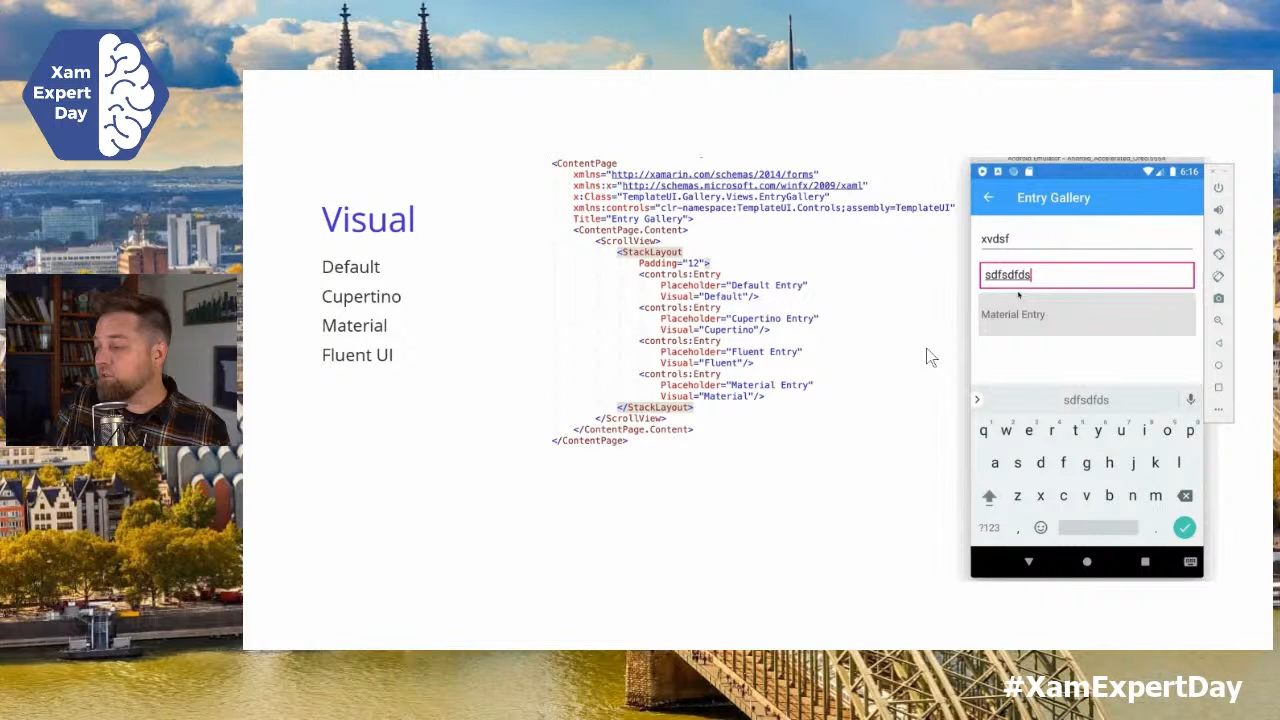 Xam
Expert
Day
Visual
Default
Cupertino
Material
Fluent UI
<ContentPage
xmlns="http://xamarin.com/schemas/2014/forms"
xmlns:x="http://schemas.microsoft.com/winfx/2009/xaml"
x:Class="TemplateUI.Gallery.Views.EntryGallery"
xmlns:controls="clr-namespace:TemplateUI.Controls;assembly=TemplateUI"
Title="Entry Gallery">
<ContentPage.Content>
<ScrollView>
<StackLayout
Padding="12">
<controls:Entry
Placeholder="Default Entry"
Visual="Default"/>
<controls:Entry
Placeholder="Cupertino Entry"
Visual="Cupertino"/>
<controls:Entry
Placeholder="Fluent Entry"
Visual="Fluent"/>
<controls:Entry
Placeholder="Material Entry"
Visual="Material"/>
</StackLayout>
</ScrollView>
</ContentPage.Content>
</ContentPage>
6:16
Entry Gallery
xvdsf
sdfsdfds
Material Entry
sdfsdfds
q w e r t y u i o p
a s d f g h j k l
z x c v b n m
?123 , .
#XamExpertDay